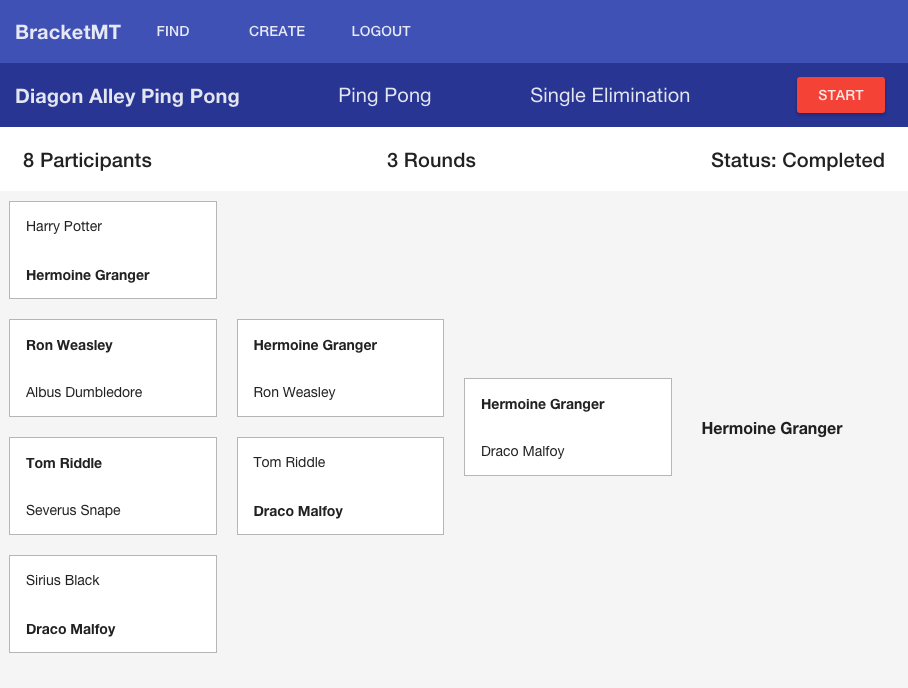 BracketMT FIND CREATE LOGOUT
Diagon Alley Ping Pong Ping Pong Single Elimination START
8 Participants 3 Rounds Status: Completed
Harry Potter
Hermoine Granger
Ron Weasley
Albus Dumbledore
Tom Riddle
Severus Snape
Sirius Black
Draco Malfoy
Hermoine Granger
Ron Weasley
Tom Riddle
Draco Malfoy
Hermoine Granger
Draco Malfoy
Hermoine Granger